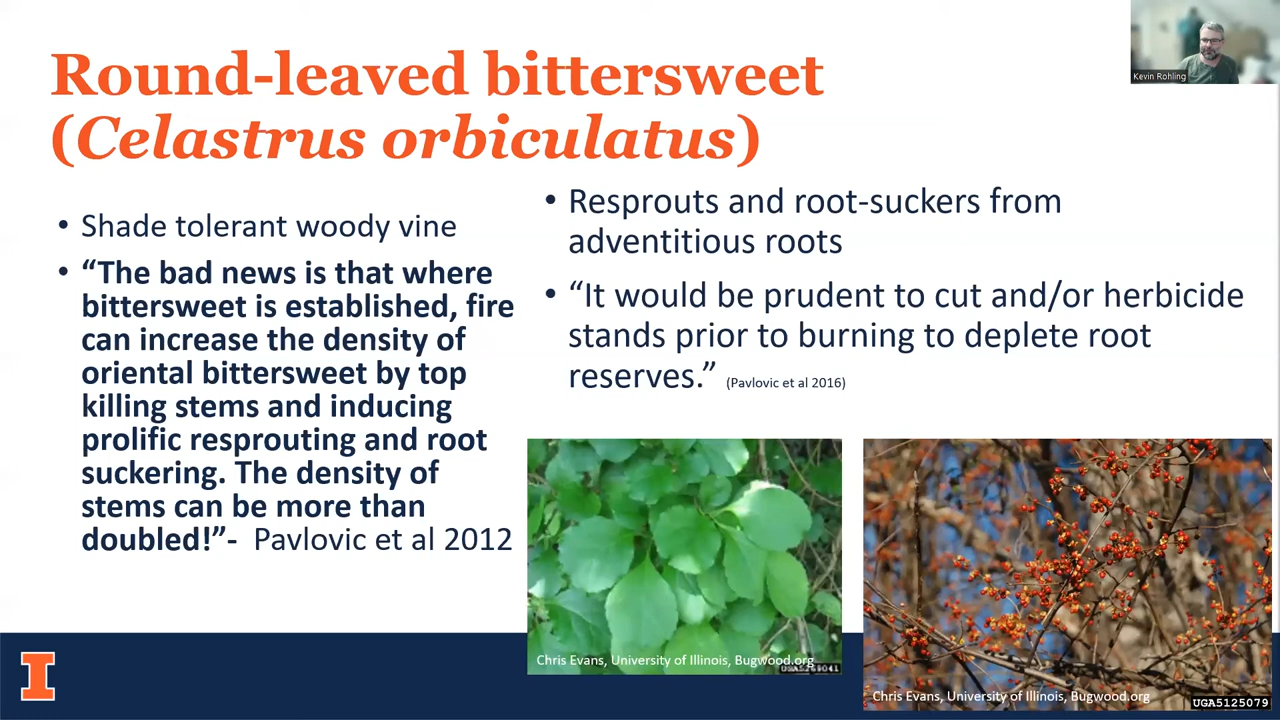 Round-leaved bittersweet
(Celastrus orbiculatus)
Kevin Rohling
• Shade tolerant woody vine
• “The bad news is that where
bittersweet is established, fire
can increase the density of
oriental bittersweet by top
killing stems and inducing
prolific resprouting and root
suckering. The density of
stems can be more than
doubled!”- Pavlovic et al 2012
• Resprouts and root-suckers from
adventitious roots
• “It would be prudent to cut and/or herbicide
stands prior to burning to deplete root
reserves.” (Pavlovic et al 2016)
Chris Evans, University of Illinois, Bugwood.org
Chris Evans, University of Illinois, Bugwood.org
UGA5125079
I